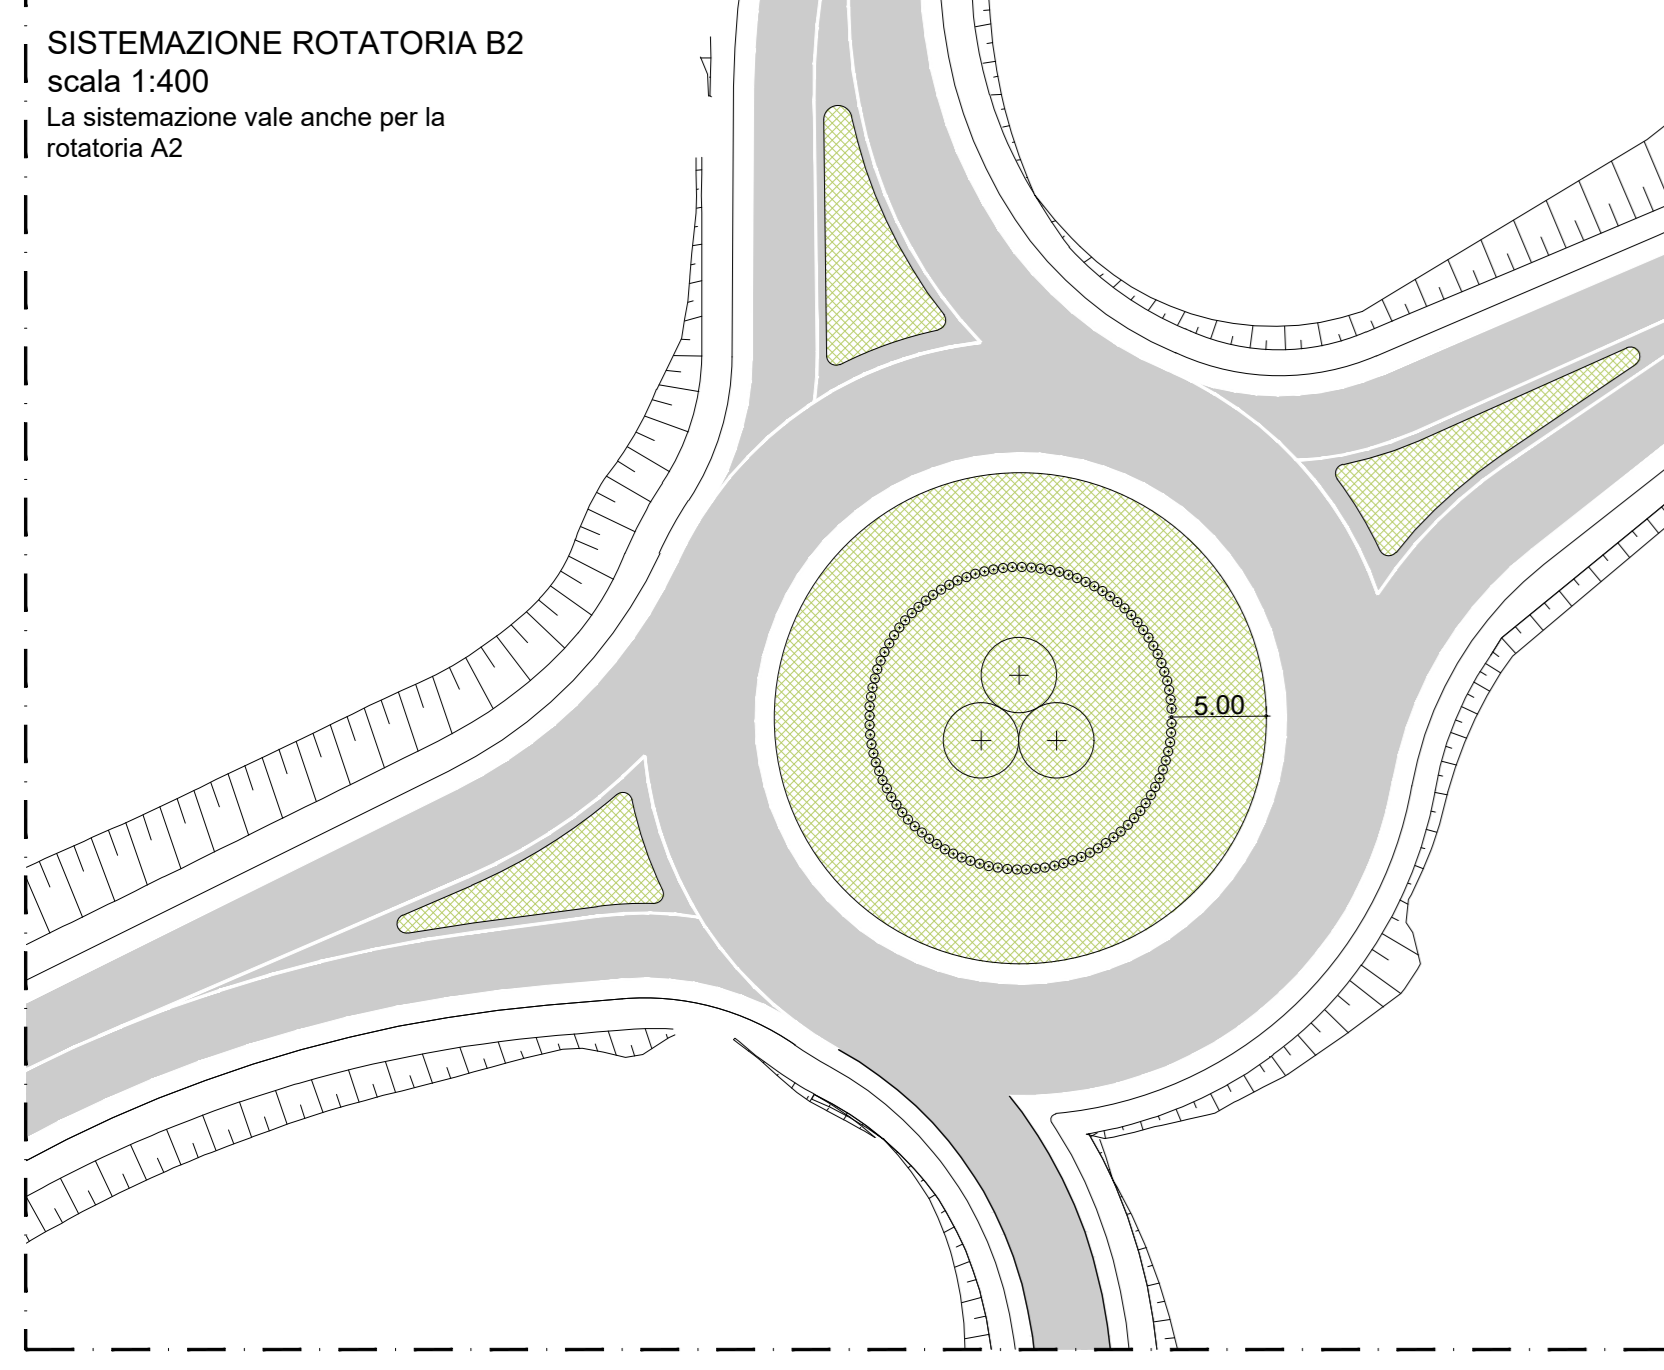 SISTEMAZIONE ROTATORIA B2
scala 1:400
La sistemazione vale anche per la
rotatoria A2
5.00